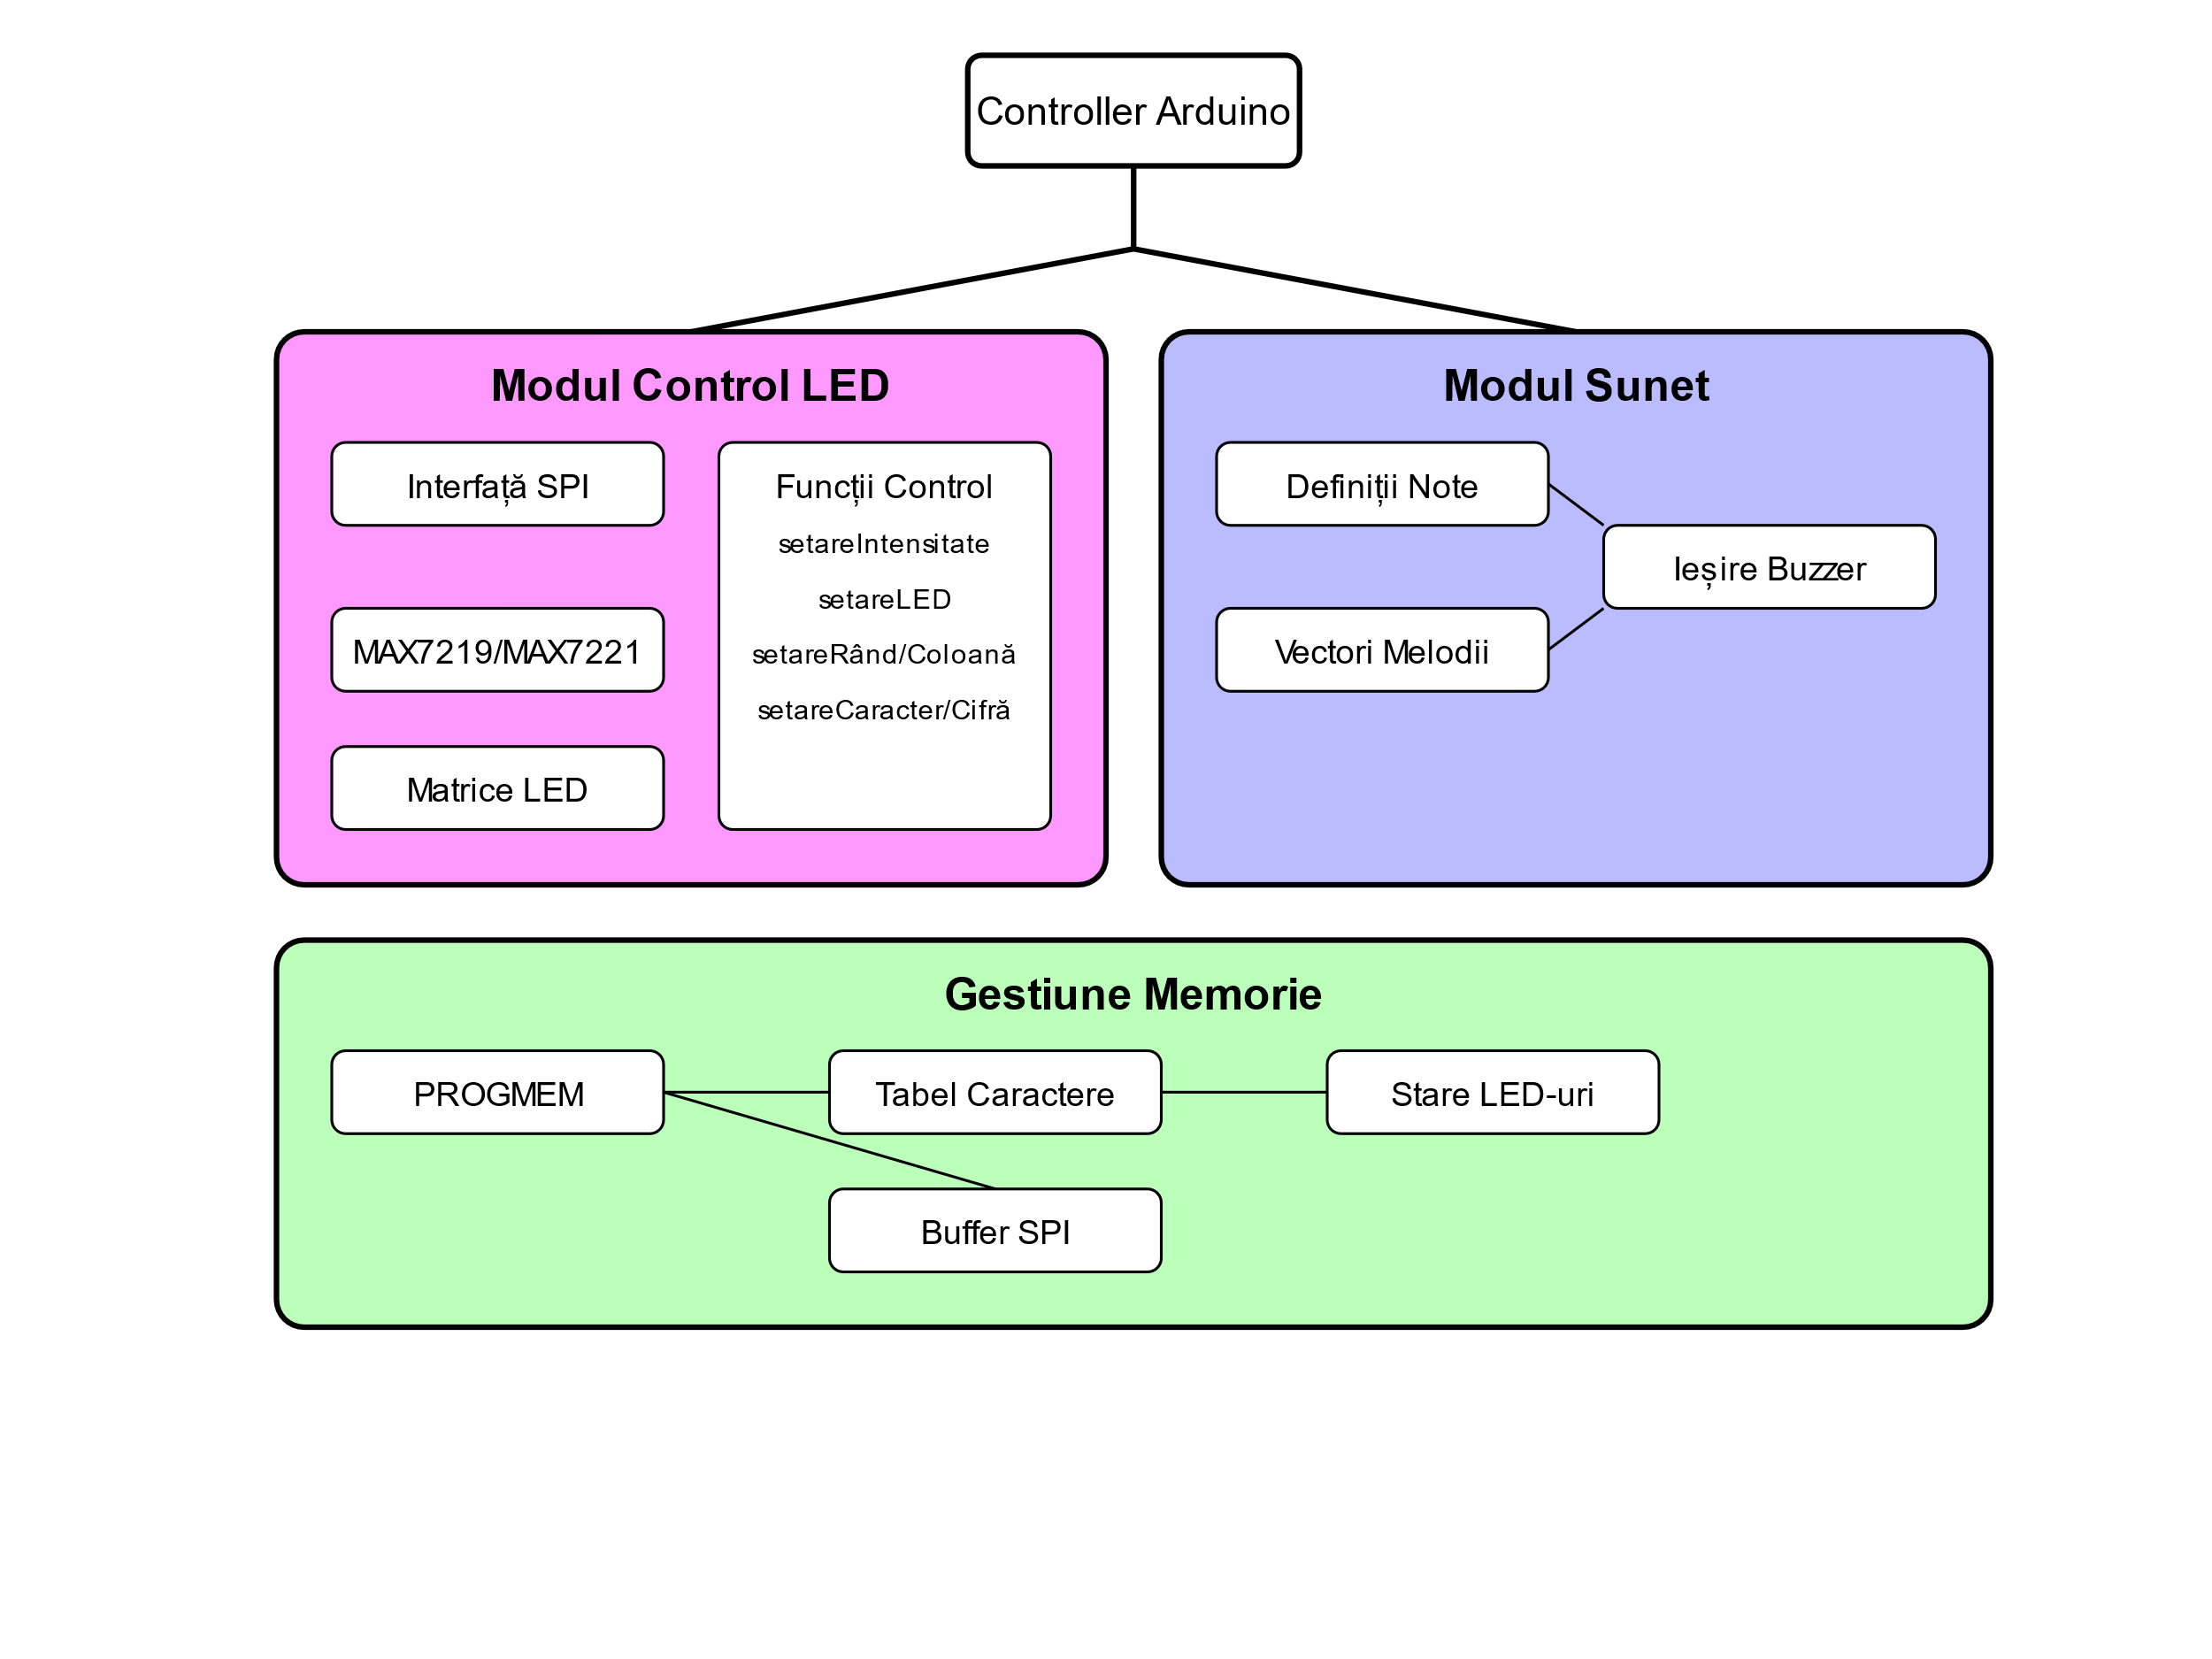 Controller Arduino
Modul Control LED
Interfață SPI
MAX7219/MAX7221
Matrice LED
Funcții Control
setareIntensitate
setareLED
setareRând/Coloană
setareCaracter/Cifră
Modul Sunet
Definiții Note
Vectori Melodii
Ieșire Buzzer
Gestiune Memorie
PROGMEM
Tabel Caractere
Stare LED-uri
Buffer SPI